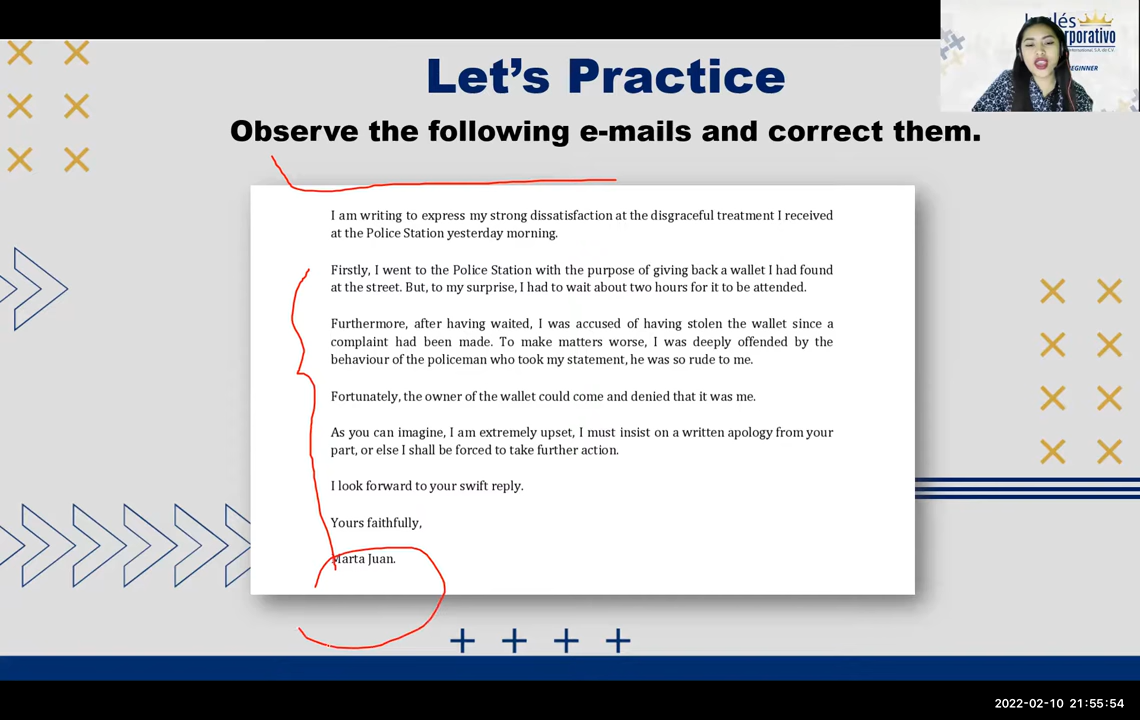 Inglés
corporativo
International, S.A. de C.V.
BEGINNER
Let's Practice
Observe the following e-mails and correct them.
I am writing to express my strong dissatisfaction at the disgraceful treatment I received
at the Police Station yesterday morning.
Firstly, I went to the Police Station with the purpose of giving back a wallet I had found
at the street. But, to my surprise, I had to wait about two hours for it to be attended.
Furthermore, after having waited, I was accused of having stolen the wallet since a
complaint had been made. To make matters worse, I was deeply offended by the
behaviour of the policeman who took my statement, he was so rude to me.
Fortunately, the owner of the wallet could come and denied that it was me.
As you can imagine, I am extremely upset, I must insist on a written apology from your
part, or else I shall be forced to take further action.
I look forward to your swift reply.
Yours faithfully,
Marta Juan.
2022-02-10 21:55:54